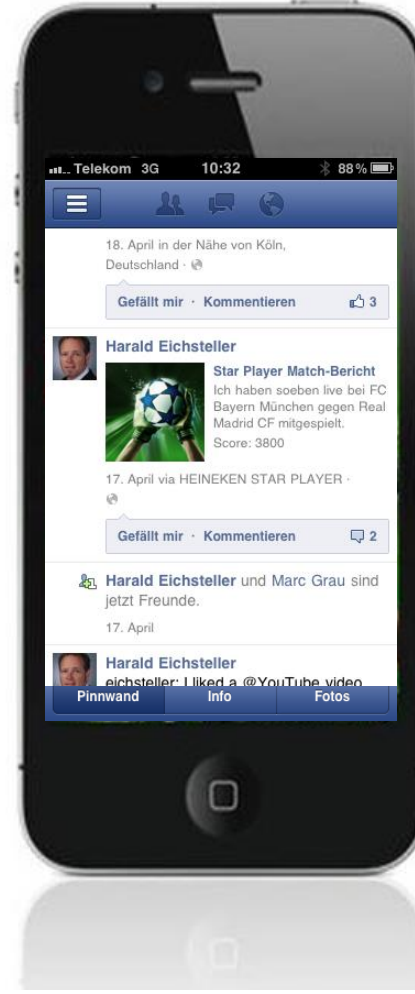 Telekom 3G 10:32 88%
18. April in der Nähe von Köln,
Deutschland ·
Gefällt mir · Kommentieren 3
Harald Eichsteller
Star Player Match-Bericht
Ich haben soeben live bei FC
Bayern München gegen Real
Madrid CF mitgespielt.
Score: 3800
17. April via HEINEKEN STAR PLAYER ·
Gefällt mir · Kommentieren 2
Harald Eichsteller und Marc Grau sind
jetzt Freunde.
17. April
Harald Eichsteller
eichsteller: I liked a @YouTube video
Pinnwand Info Fotos